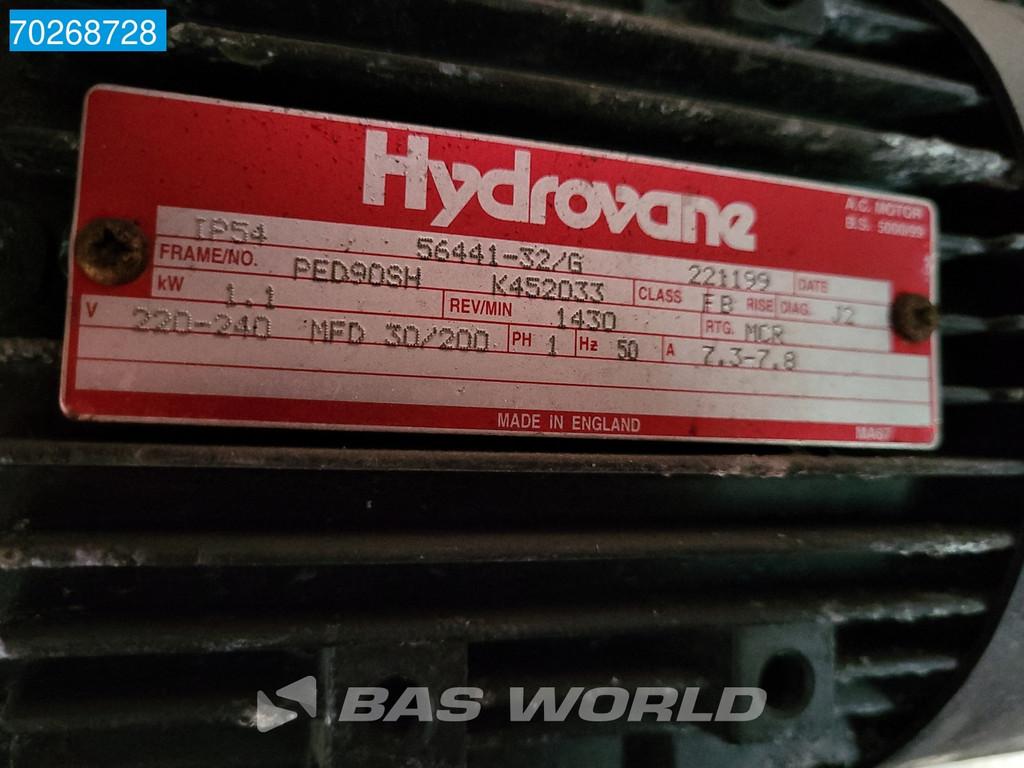 70268728
Hydrovane
A.C. MOTOR
B.S. 5000/99
IP54 56441-32/G 221199 DATE
FRAME/NO. PED90SH K452033 CLASS FB RISE DIAG. J2
kW 1.1 REV/MIN 1430 RTG. MCR
V 220-240 MFD 30/200 PH 1 Hz 50 A 7.3-7.8
MADE IN ENGLAND MA67
BAS WORLD